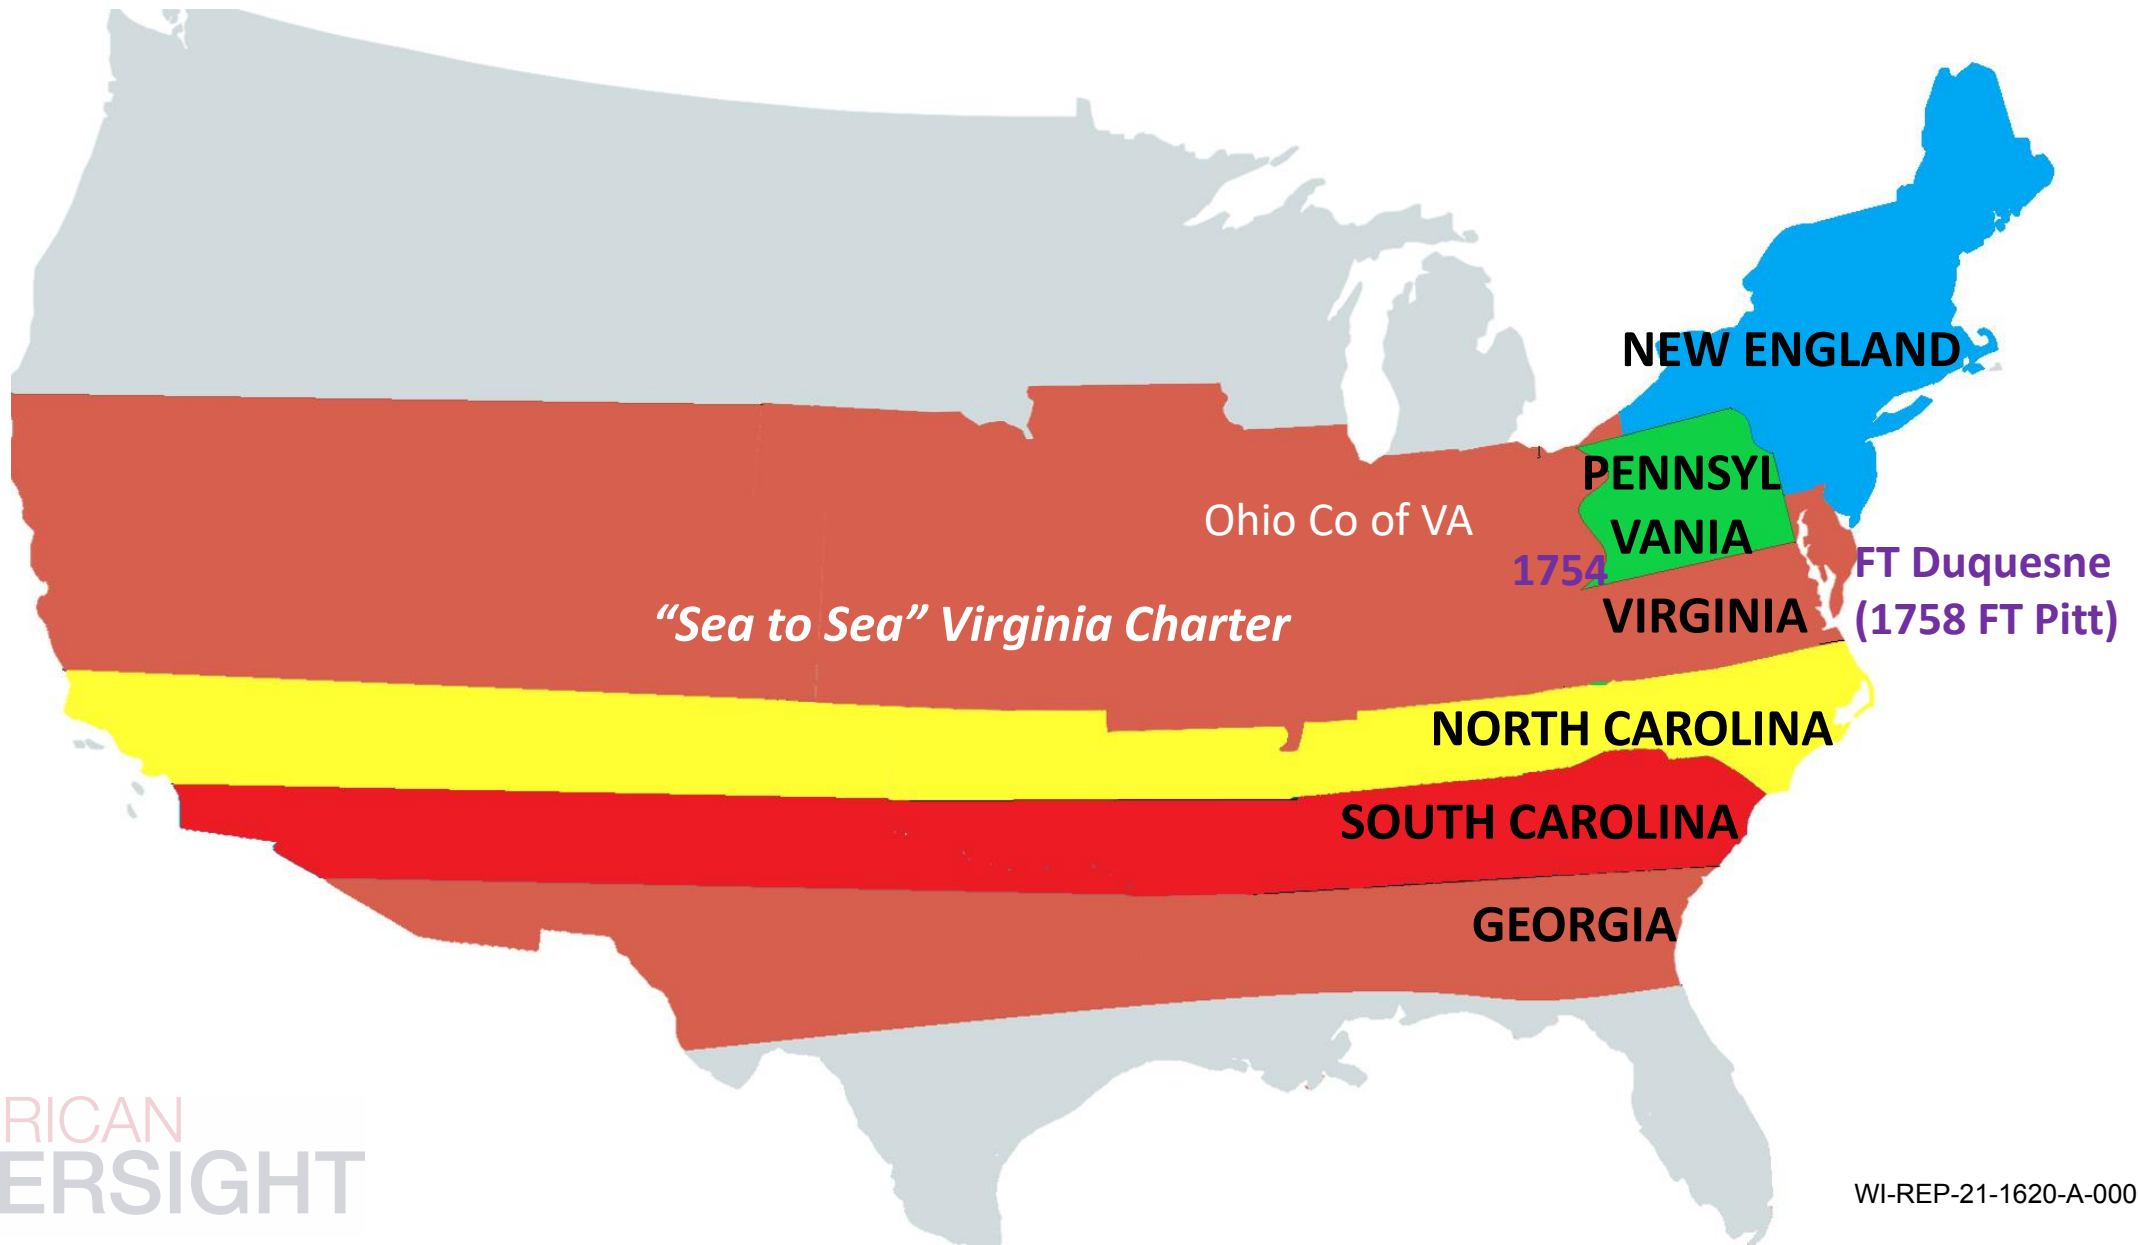 NEW ENGLAND
PENNSYL
VANIA
Ohio Co of VA
1754
FT Duquesne
(1758 FT Pitt)
“Sea to Sea” Virginia Charter
VIRGINIA
NORTH CAROLINA
SOUTH CAROLINA
GEORGIA
RICAN
ERSIGHT
WI-REP-21-1620-A-000